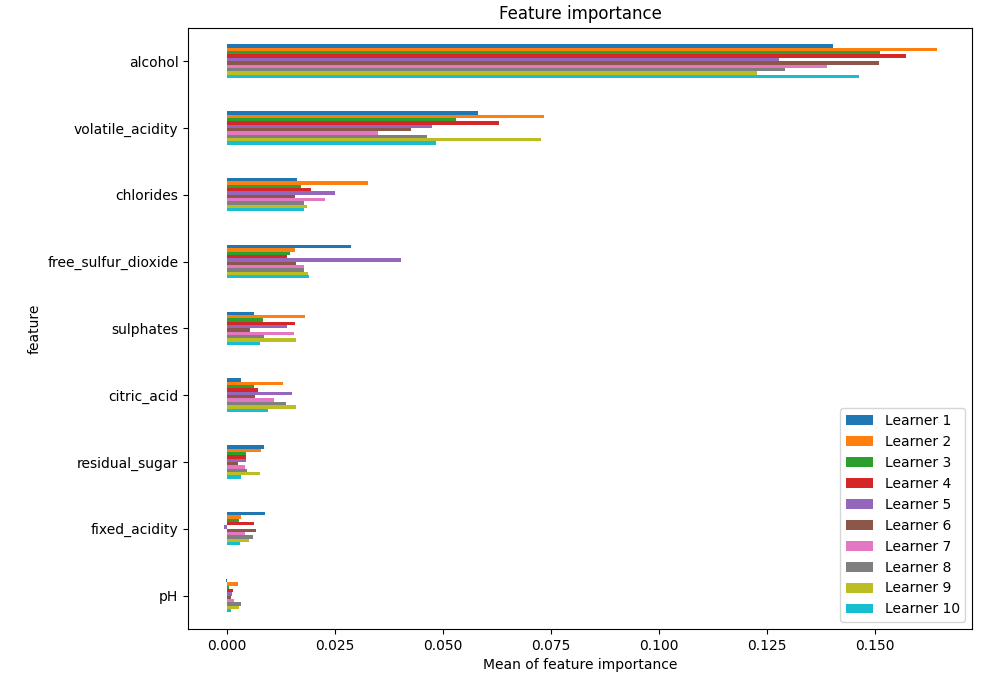 Feature importance
alcohol
volatile_acidity
chlorides
free_sulfur_dioxide
sulphates
citric_acid
residual_sugar
fixed_acidity
pH
feature
Learner 1
Learner 2
Learner 3
Learner 4
Learner 5
Learner 6
Learner 7
Learner 8
Learner 9
Learner 10
0.000 0.025 0.050 0.075 0.100 0.125 0.150
Mean of feature importance